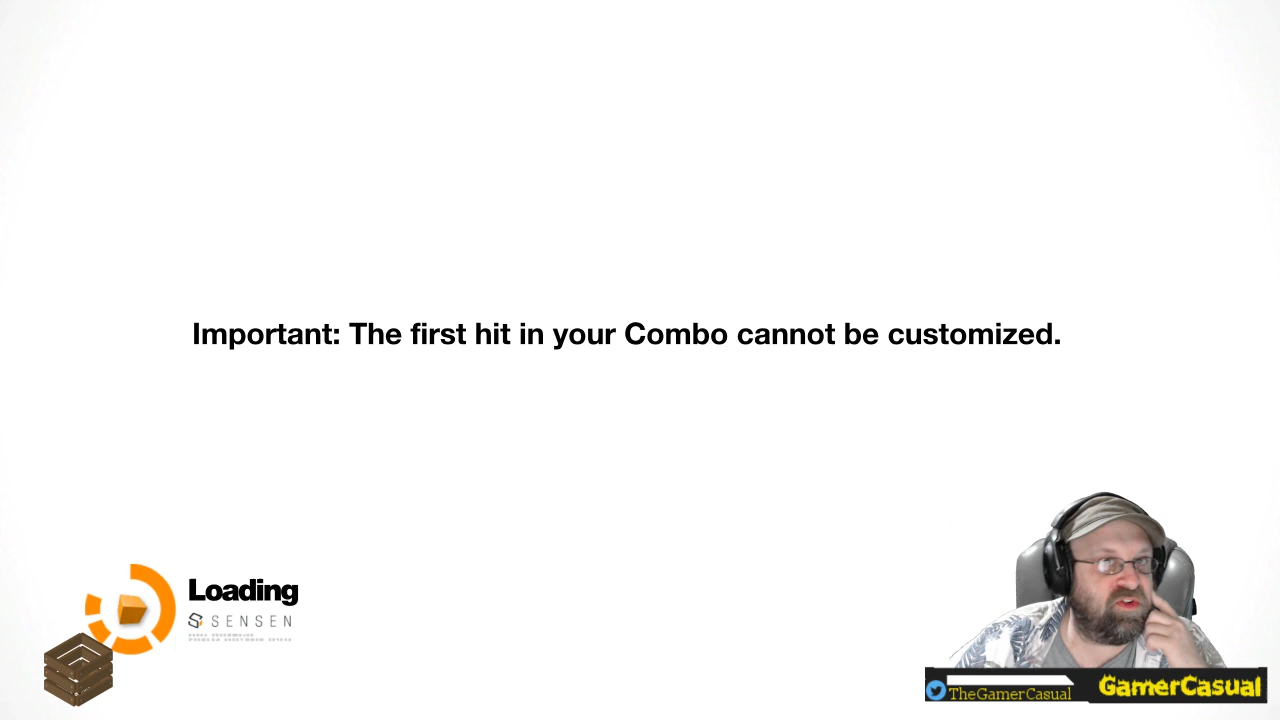 Important: The first hit in your Combo cannot be customized.
Loading
SENSEN
TheGamerCasual
GamerCasual